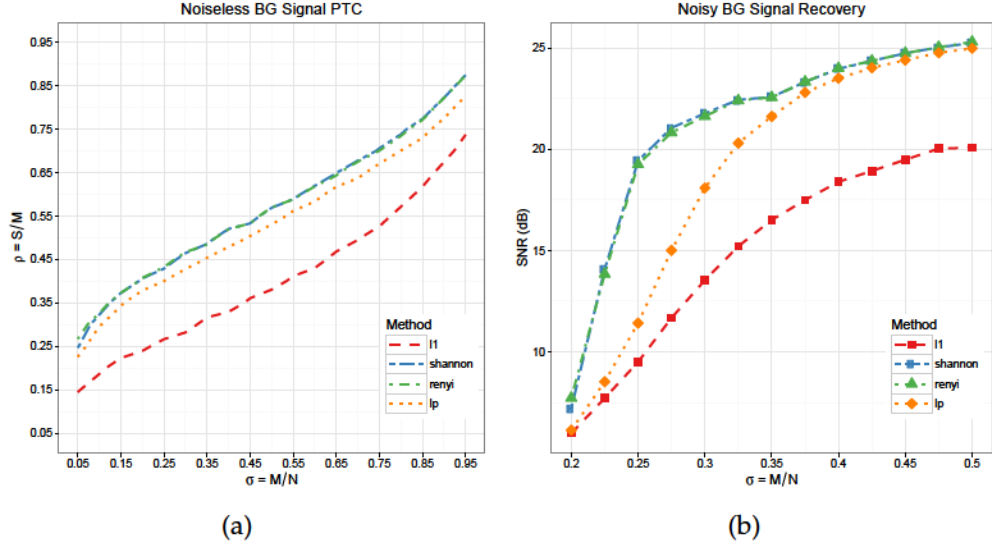 Noiseless BG Signal PTC
0.95
0.85
0.75
0.65
0.55
0.45
0.35
0.25
0.15
0.05
ρ = S/M
0.05 0.15 0.25 0.35 0.45 0.55 0.65 0.75 0.85 0.95
σ = M/N
Method
l1
shannon
renyi
lp
(a)
Noisy BG Signal Recovery
25
20
15
10
SNR (dB)
0.2 0.25 0.3 0.35 0.4 0.45 0.5
σ = M/N
Method
l1
shannon
renyi
lp
(b)